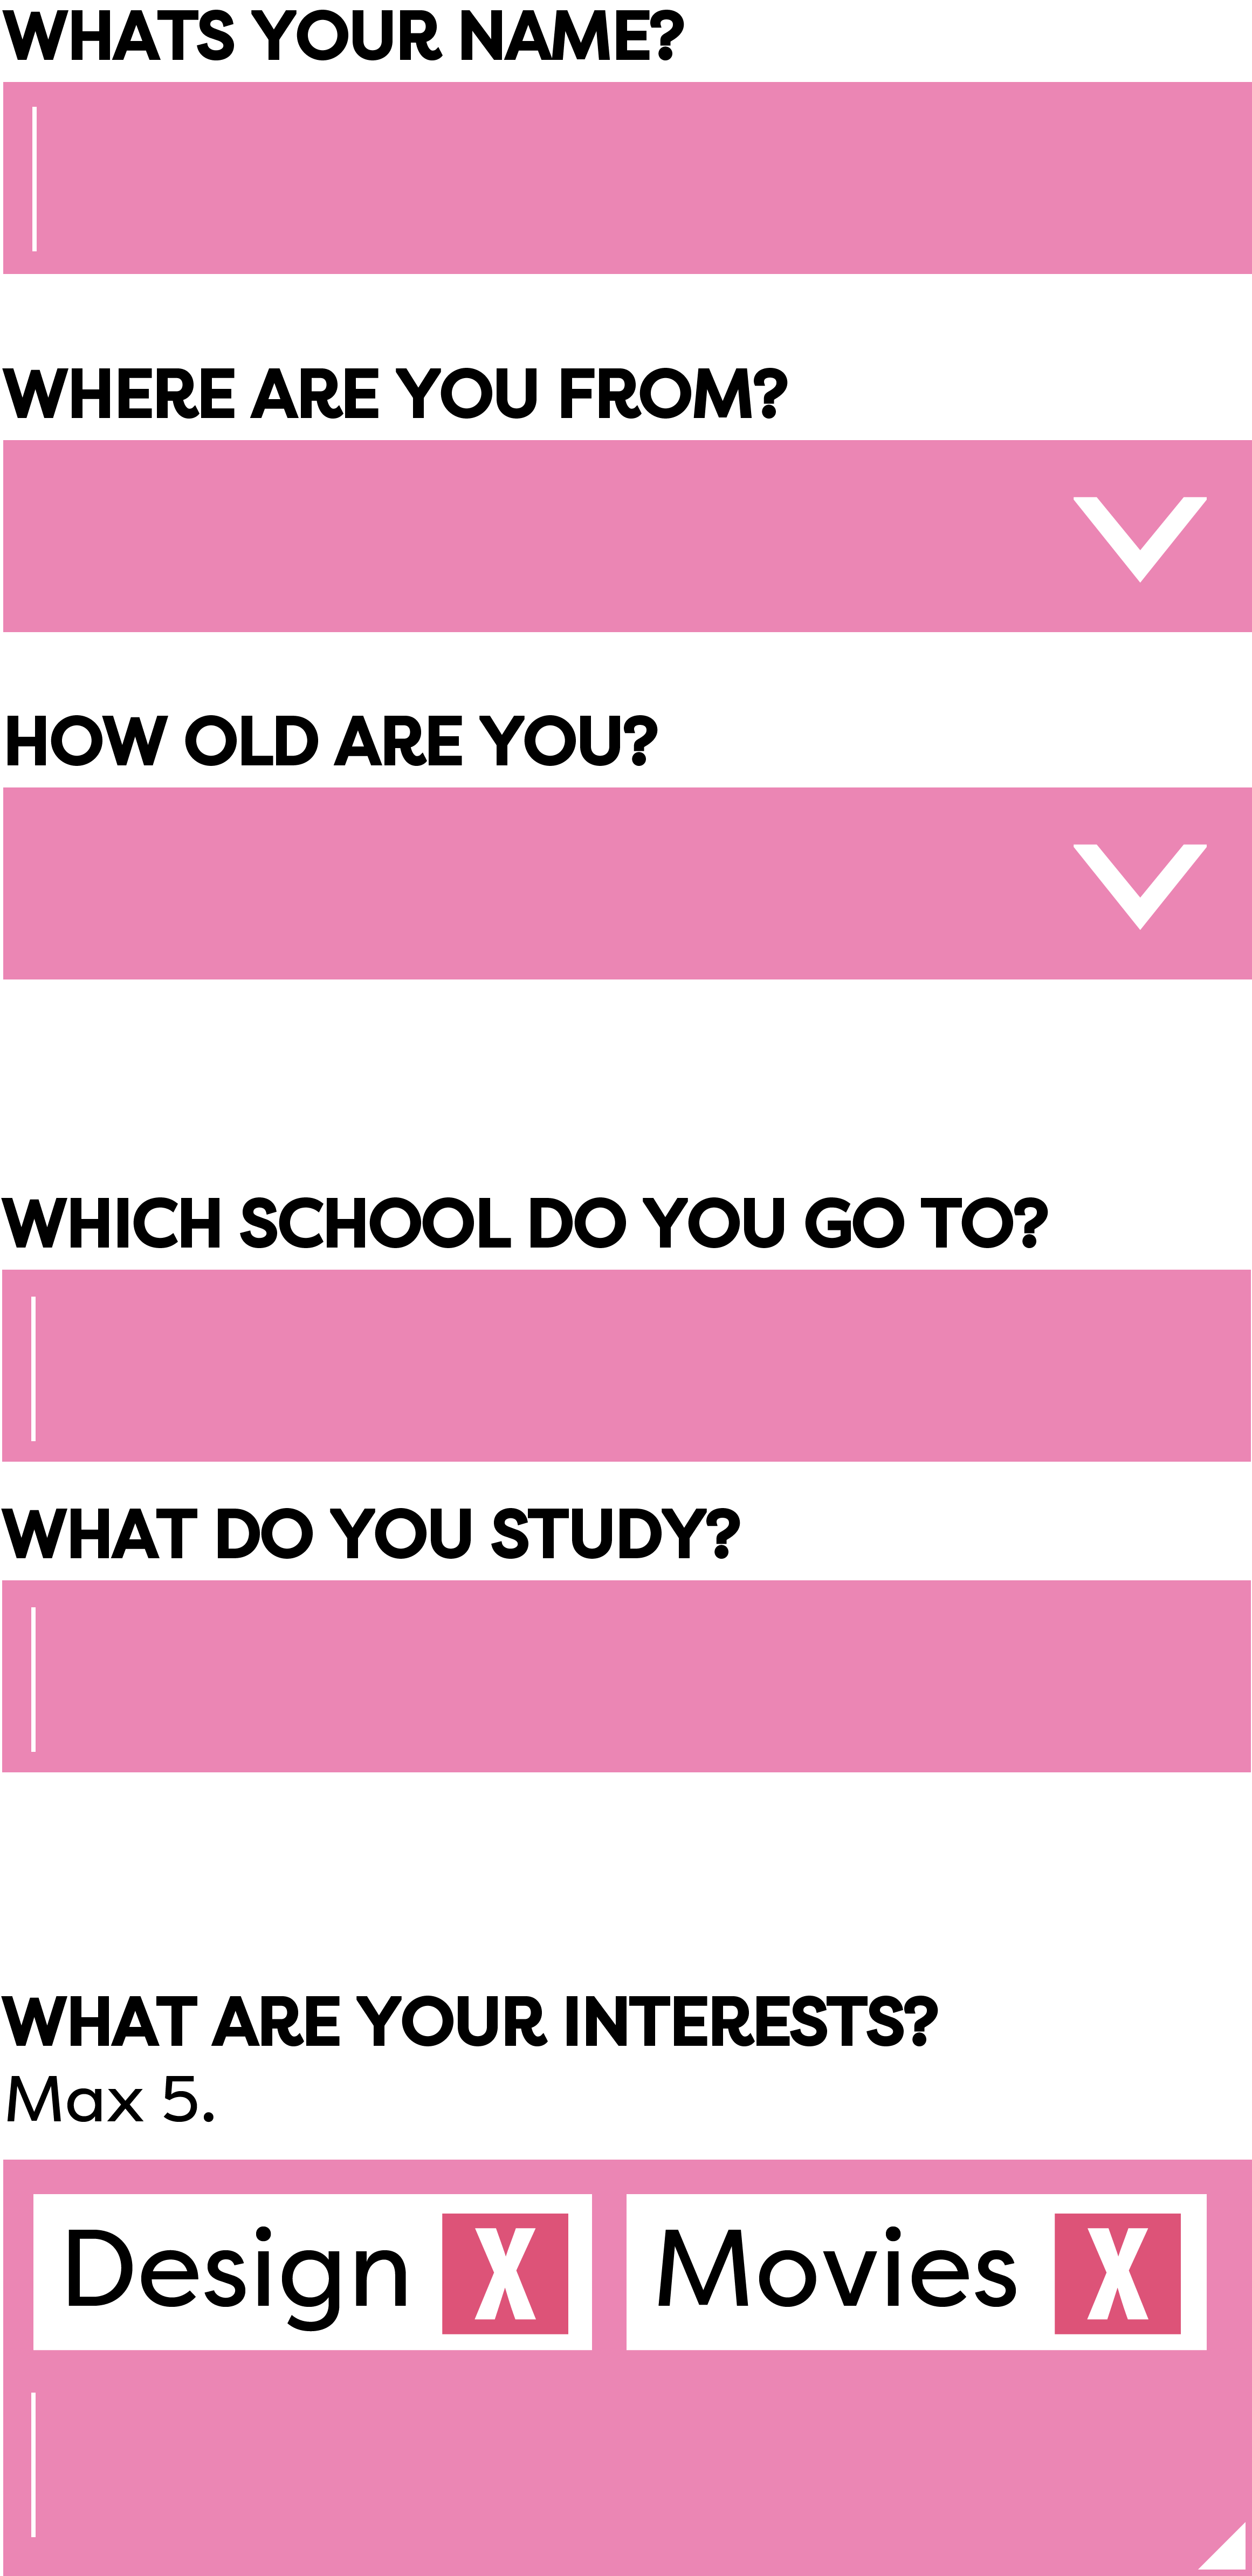 WHATS YOUR NAME?
WHERE ARE YOU FROM?
HOW OLD ARE YOU?
WHICH SCHOOL DO YOU GO TO?
WHAT DO YOU STUDY?
WHAT ARE YOUR INTERESTS?
Max 5.
Design X Movies X